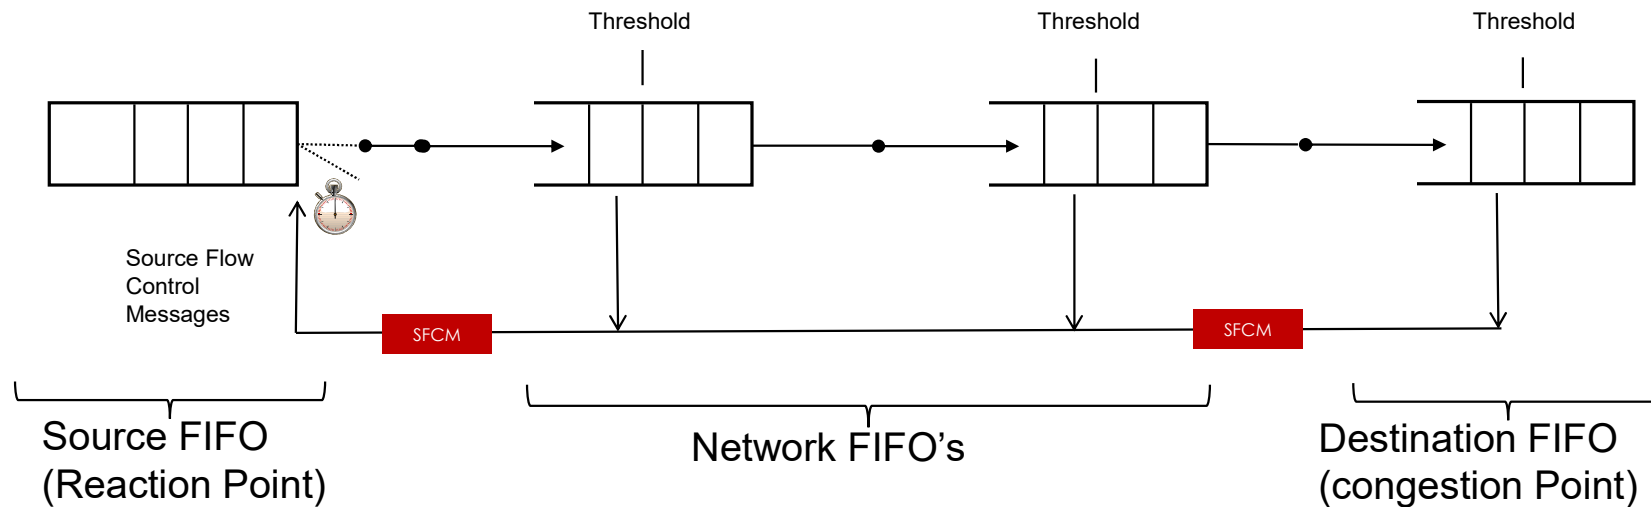 Threshold
Threshold
Threshold
Source Flow
Control
Messages
SFCM
SFCM
Source FIFO
(Reaction Point)
Network FIFO’s
Destination FIFO
(congestion Point)